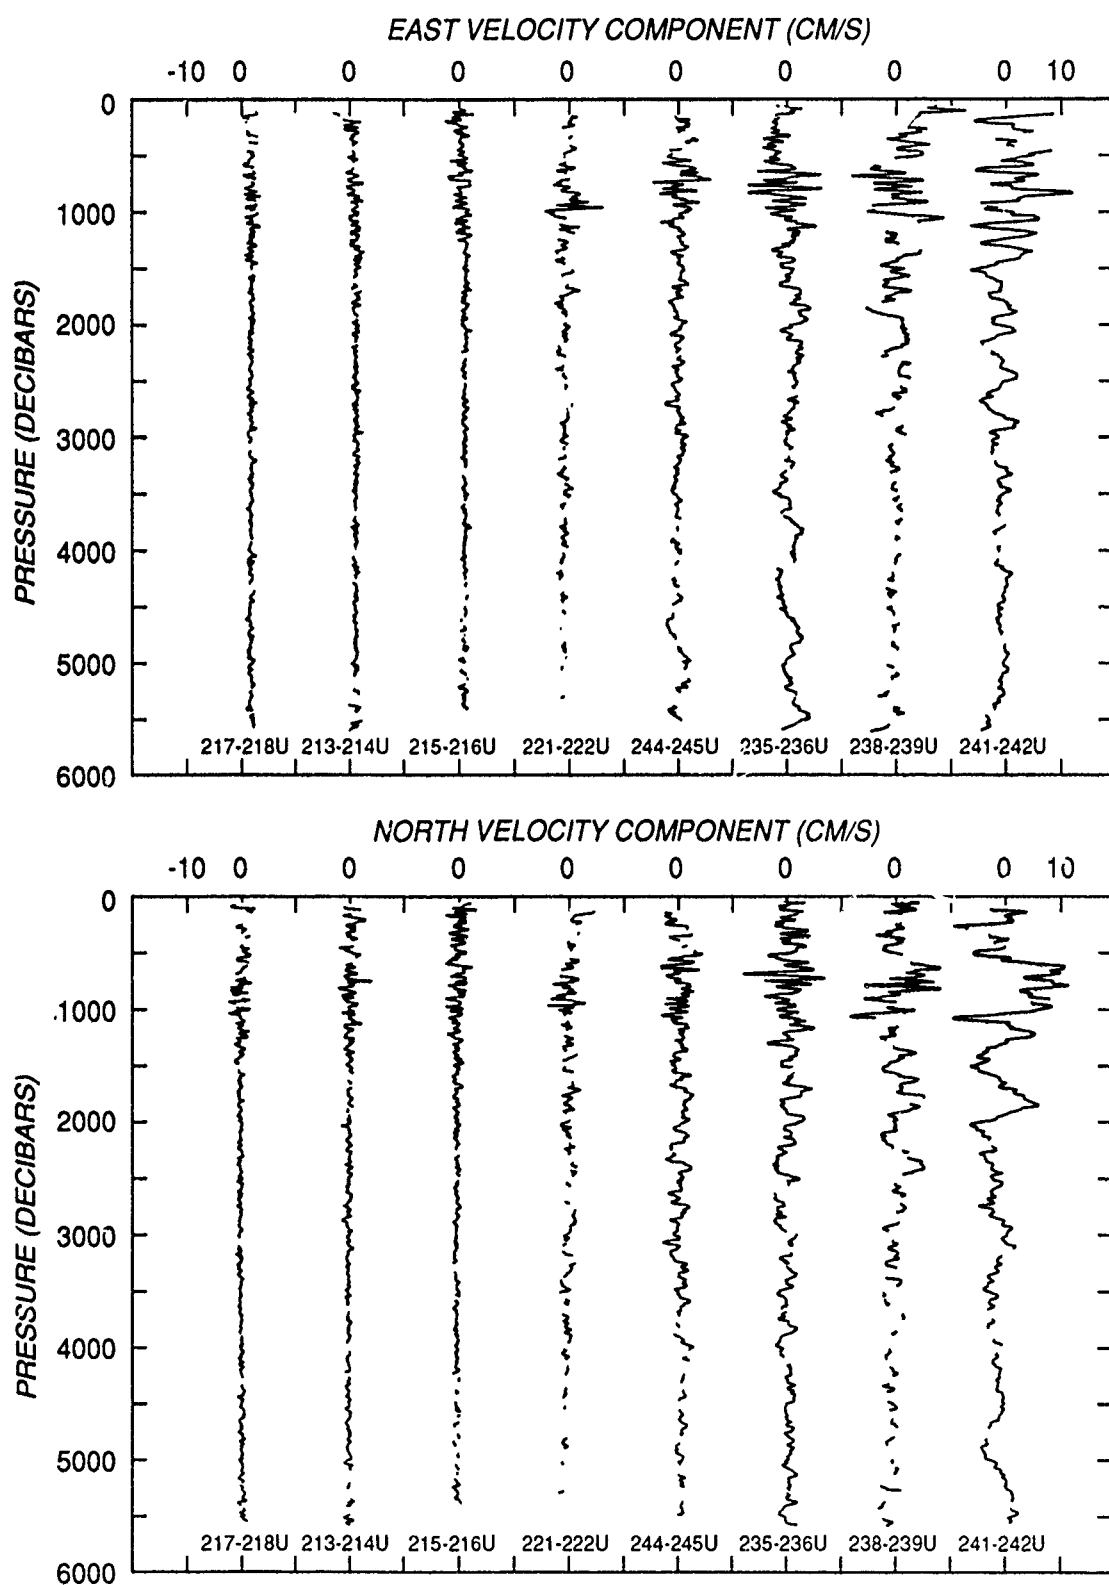 EAST VELOCITY COMPONENT (CM/S)
-10 0 0 0 0 0 0 0 0 10
PRESSURE (DECIBARS)
0
1000
2000
3000
4000
5000
6000
217-218U 213-214U 215-216U 221-222U 244-245U 235-236U 238-239U 241-242U
NORTH VELOCITY COMPONENT (CM/S)
-10 0 0 0 0 0 0 0 0 10
PRESSURE (DECIBARS)
0
1000
2000
3000
4000
5000
6000
217-218U 213-214U 215-216U 221-222U 244-245U 235-236U 238-239U 241-242U